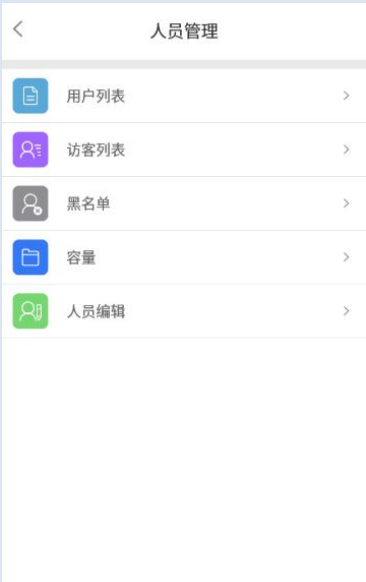 人员管理
用户列表
访客列表
黑名单
容量
人员编辑